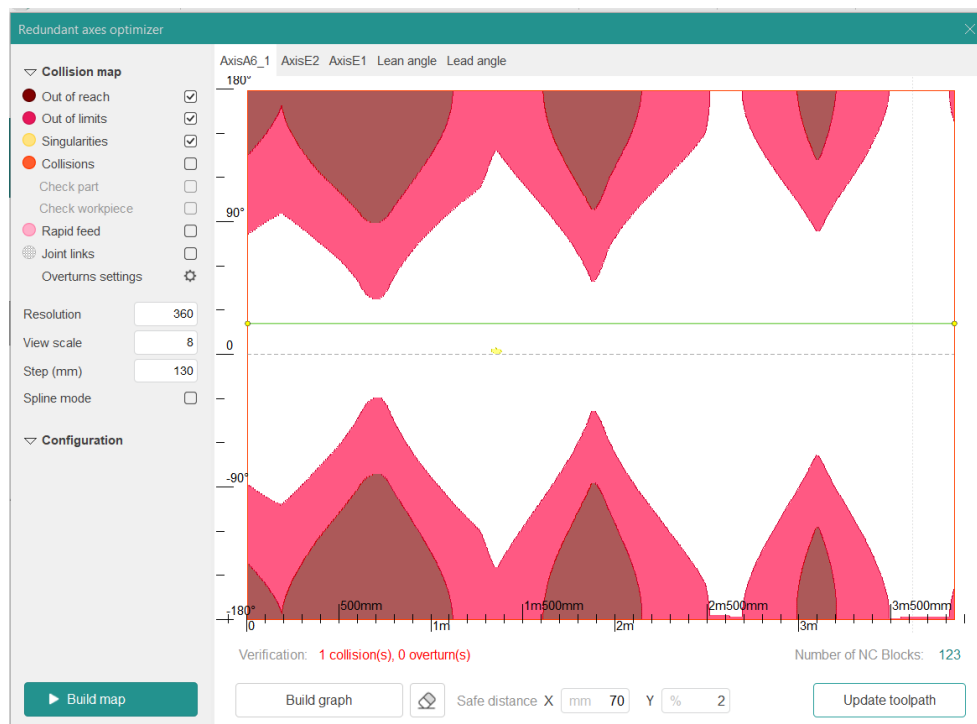 Redundant axes optimizer
AxisA6_1 AxisE2 AxisE1 Lean angle Lead angle
Collision map
Out of reach
Out of limits
Singularities
Collisions
Check part
Check workpiece
Rapid feed
Joint links
Overturns settings
Resolution 360
View scale 8
Step (mm) 130
Spline mode
Configuration
180°
90°
0
-90°
-180°
500mm 1m500mm 2m500mm 3m500mm
0 1m 2m 3m
Verification: 1 collision(s), 0 overturn(s) Number of NC Blocks: 123
Build map Build graph Safe distance X mm 70 Y % 2 Update toolpath